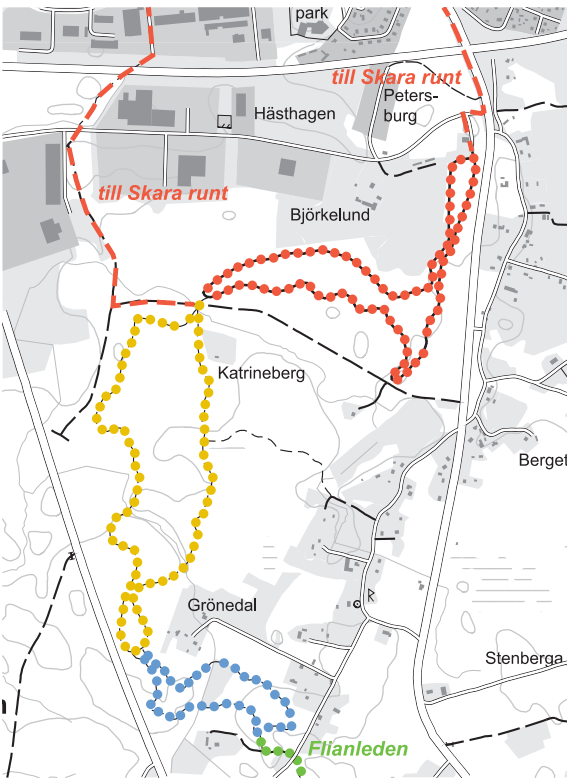 park
till Skara runt
Peters-
burg
Hästhagen
till Skara runt
Björkelund
Katrineberg
Berget
Grönedal
Stenberga
Flianleden